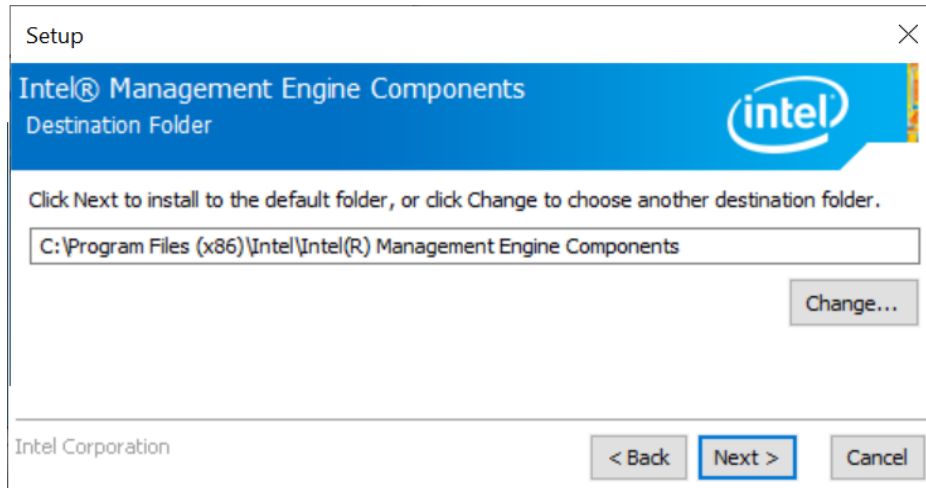 Setup
Intel® Management Engine Components
Destination Folder
intel
Click Next to install to the default folder, or click Change to choose another destination folder.
C:\Program Files (x86)\Intel\Intel(R) Management Engine Components
Change...
Intel Corporation
< Back
Next >
Cancel